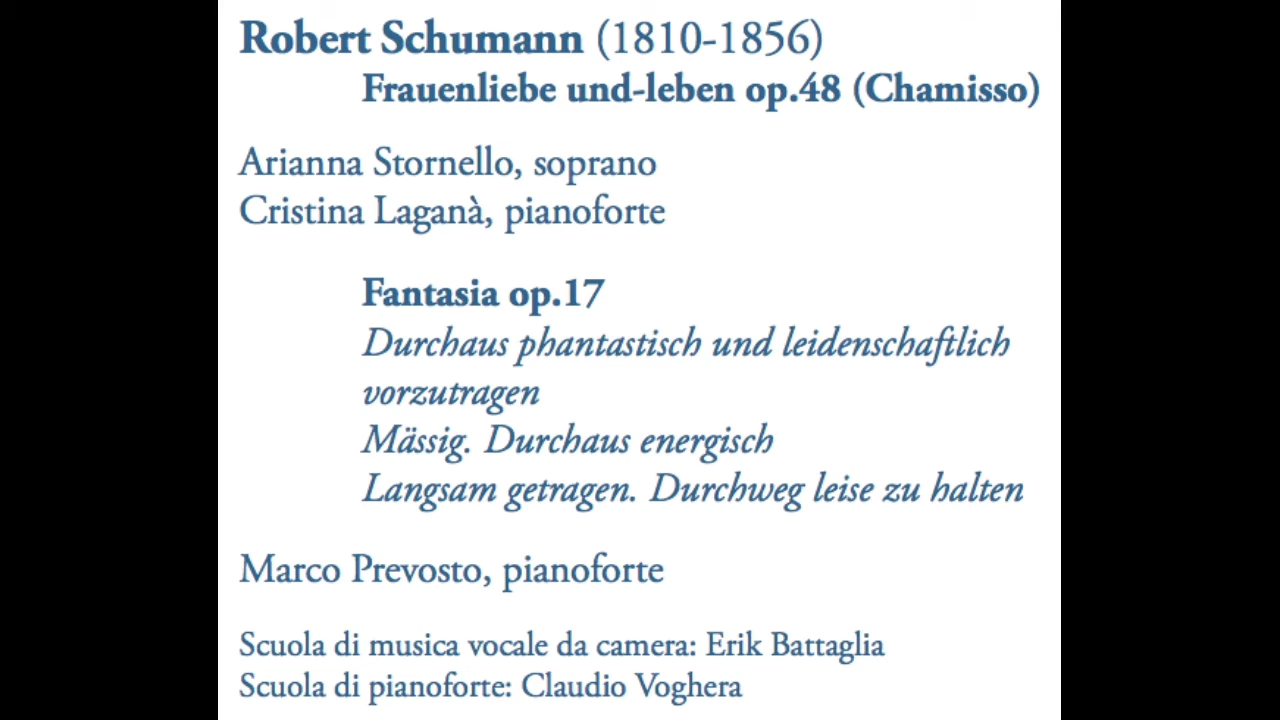 Robert Schumann (1810-1856)
Frauenliebe und-leben op.48 (Chamisso)
Arianna Stornello, soprano
Cristina Laganà, pianoforte
Fantasia op.17
Durchaus phantastisch und leidenschaftlich
vorzutragen
Mässig. Durchaus energisch
Langsam getragen. Durchweg leise zu halten
Marco Prevosto, pianoforte
Scuola di musica vocale da camera: Erik Battaglia
Scuola di pianoforte: Claudio Voghera